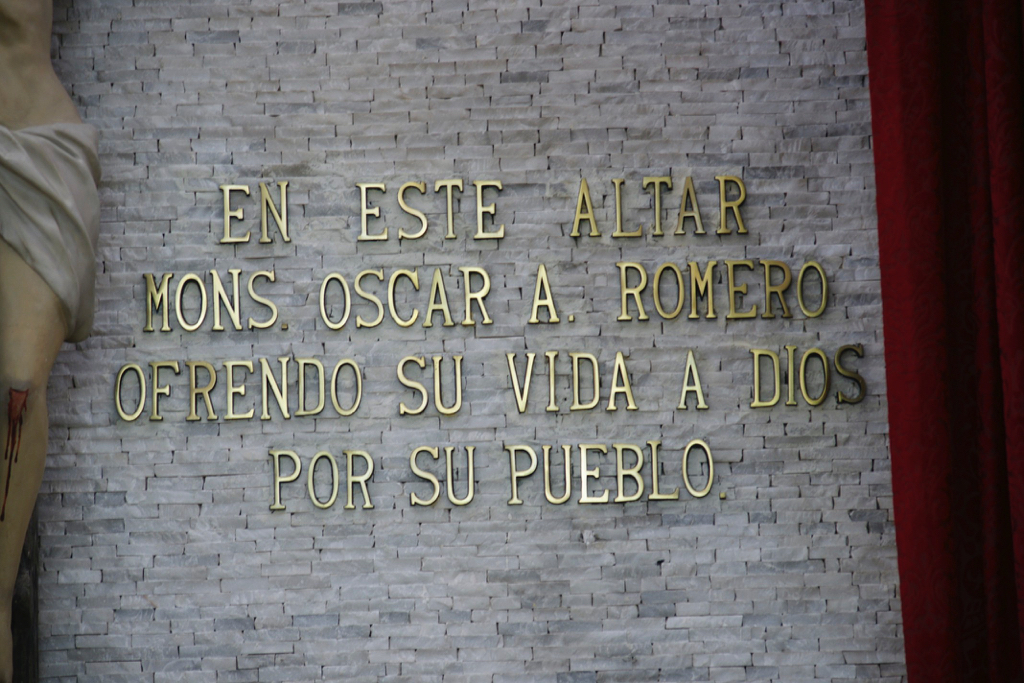 EN ESTE ALTAR
MONS. OSCAR A. ROMERO
OFRENDO SU VIDA A DIOS
POR SU PUEBLO.